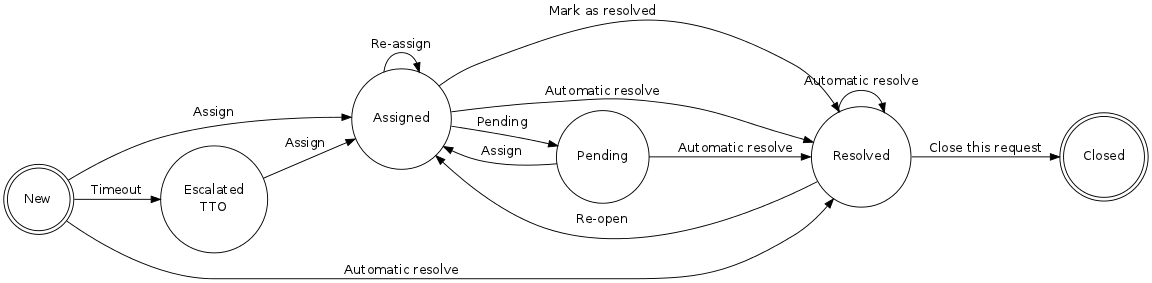 Mark as resolved
Re-assign
Automatic resolve
Automatic resolve
Assign
Assigned
Pending
Assign
Assign
Pending
Automatic resolve
Resolved
Close this request
Closed
New
Timeout
Escalated
TTO
Re-open
Automatic resolve